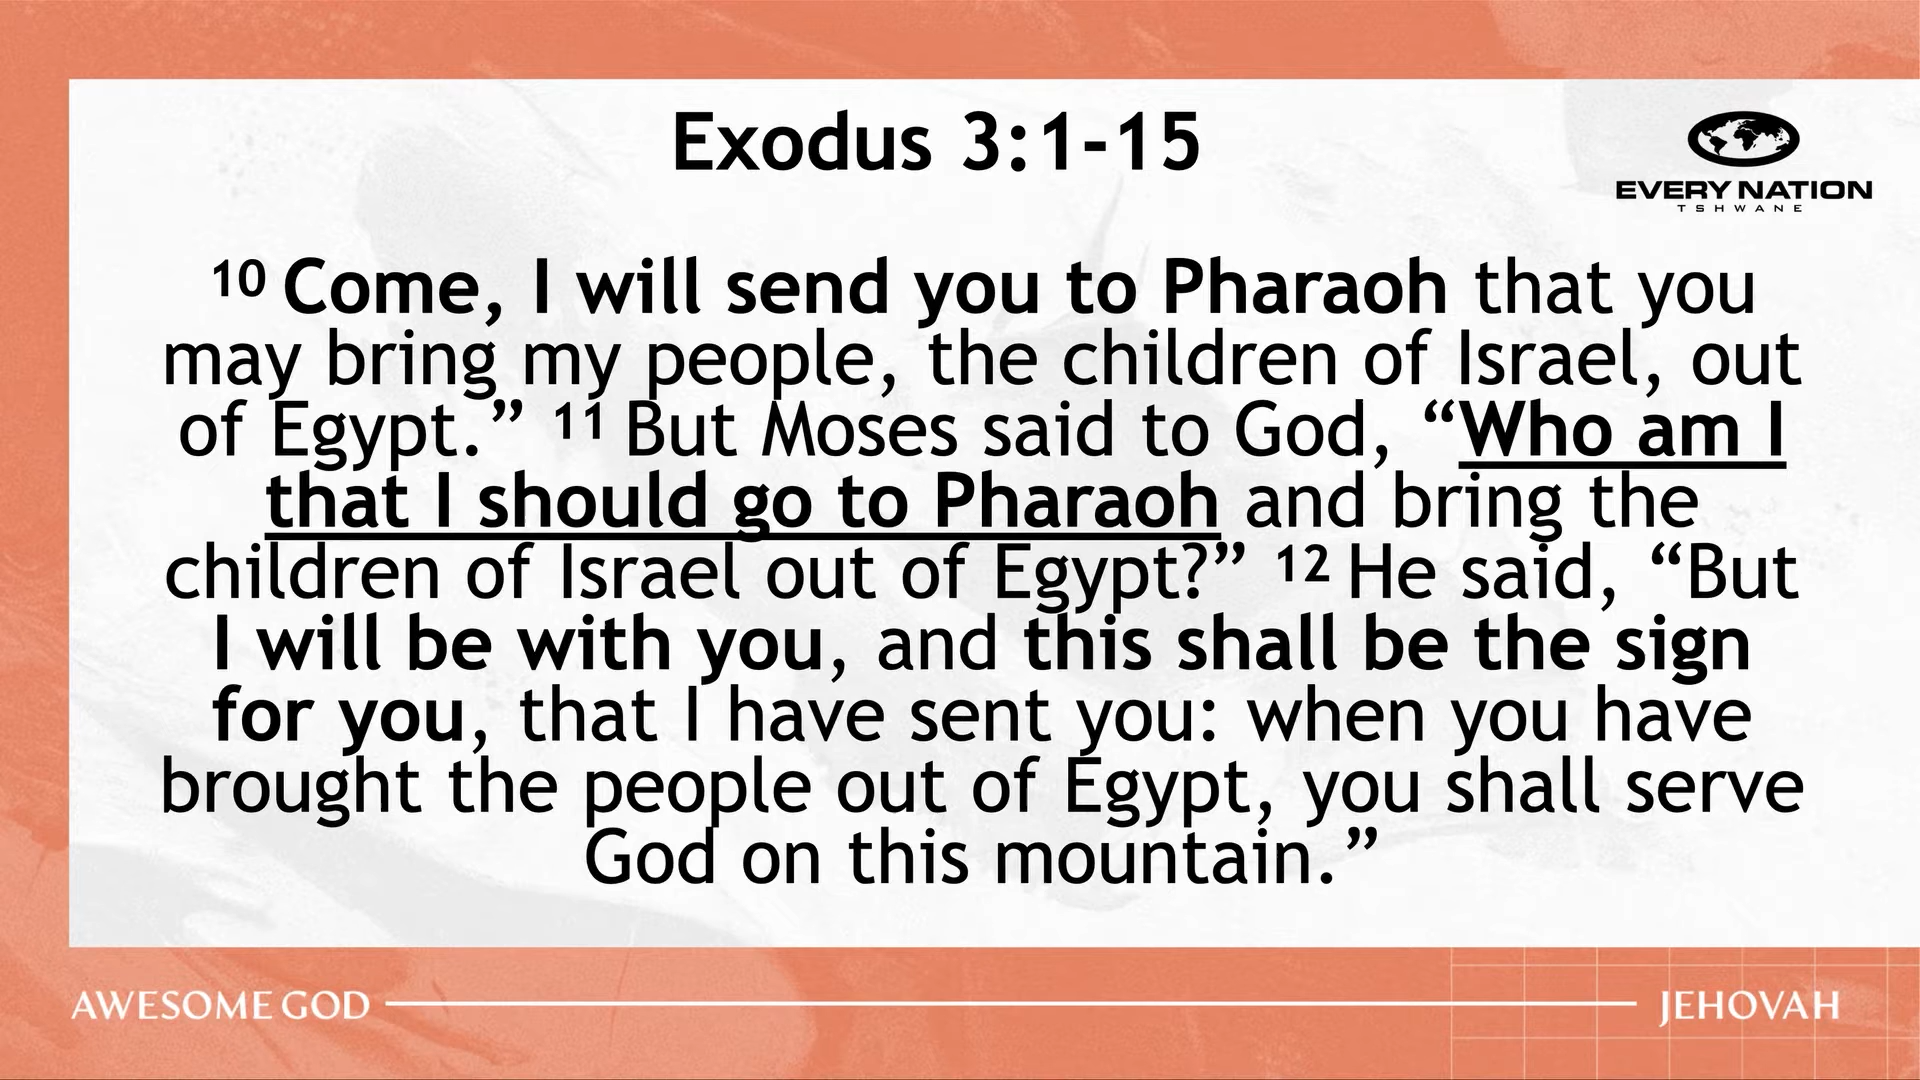 Exodus 3:1-15
EVERY NATION
TSHWANE
10 Come, I will send you to Pharaoh that you
may bring my people, the children of Israel, out
of Egypt.” 11 But Moses said to God, “Who am I
that I should go to Pharaoh and bring the
children of Israel out of Egypt?” 12 He said, “But
I will be with you, and this shall be the sign
for you, that I have sent you: when you have
brought the people out of Egypt, you shall serve
God on this mountain.”
AWESOME GOD
JEHOVAH